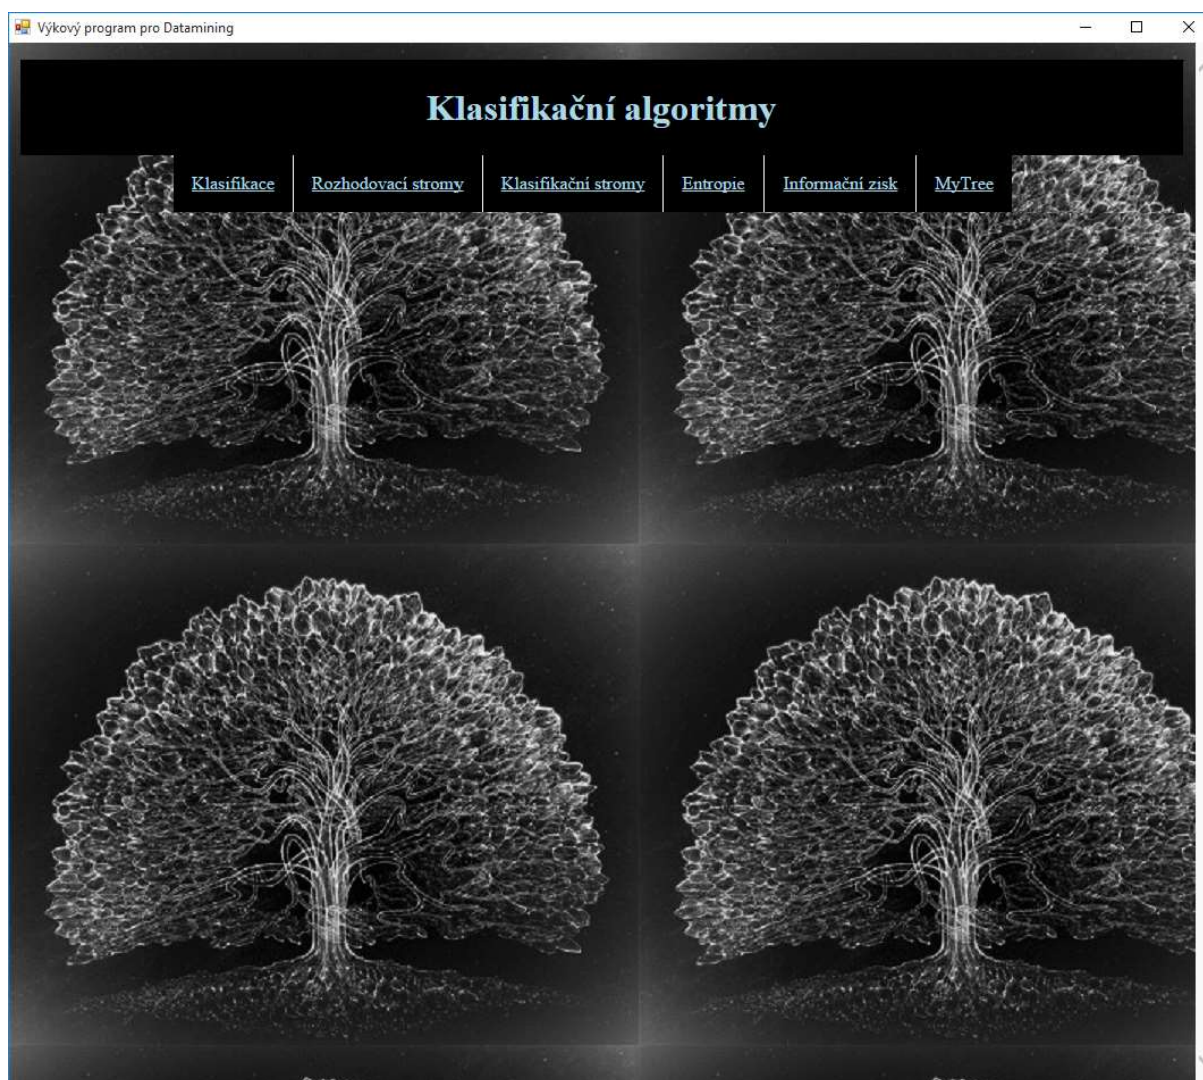 Výkový program pro Datamining
Klasifikační algoritmy
Klasifikace Rozhodovací stromy Klasifikační stromy Entropie Informační zisk MyTree